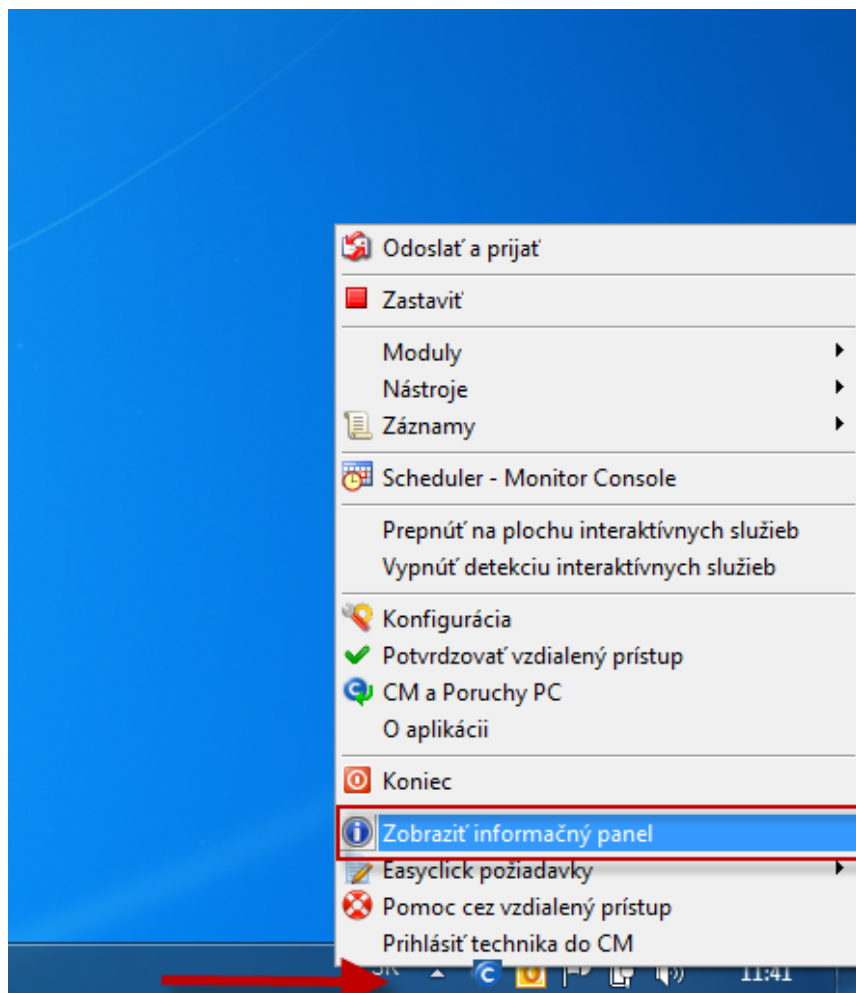 Odoslať a prijať
Zastaviť
Moduly
Nástroje
Záznamy
Scheduler - Monitor Console
Prepnúť na plochu interaktívnych služieb
Vypnúť detekciu interaktívnych služieb
Konfigurácia
Potvrdzovať vzdialený prístup
CM a Poruchy PC
O aplikácii
Koniec
Zobraziť informačný panel
Easyclick požiadavky
Pomoc cez vzdialený prístup
Prihlásiť technika do CM
SK 11:41